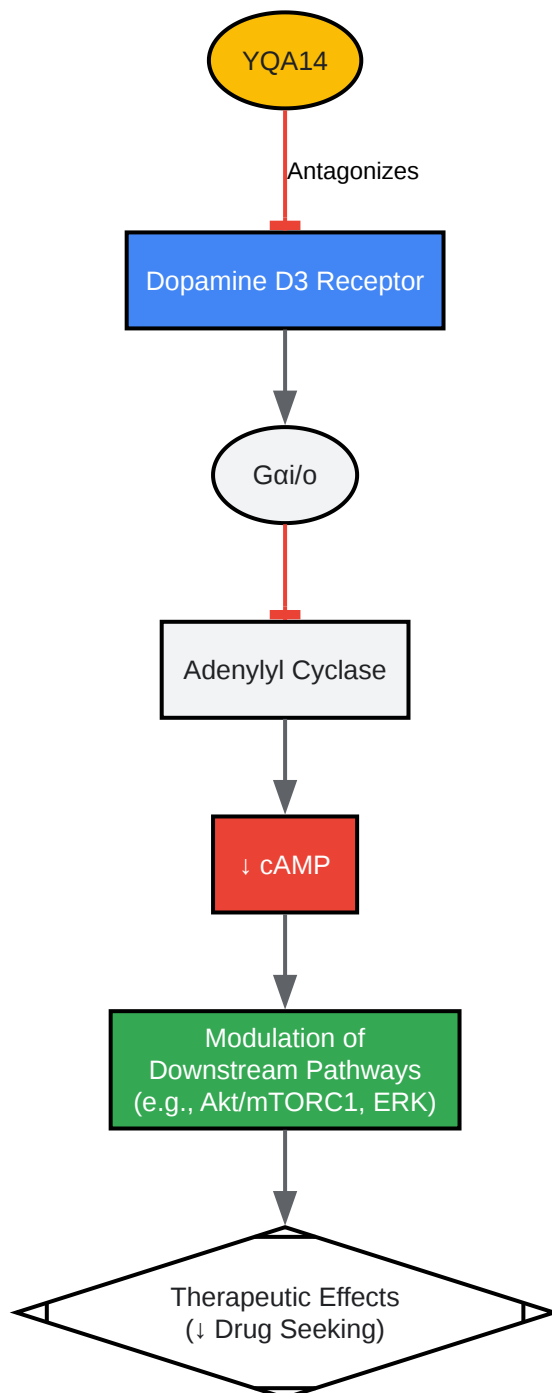 YQA14
Antagonizes
Dopamine D3 Receptor
Gαi/o
Adenylyl Cyclase
↓ cAMP
Modulation of
Downstream Pathways
(e.g., Akt/mTORC1, ERK)
Therapeutic Effects
(↓ Drug Seeking)